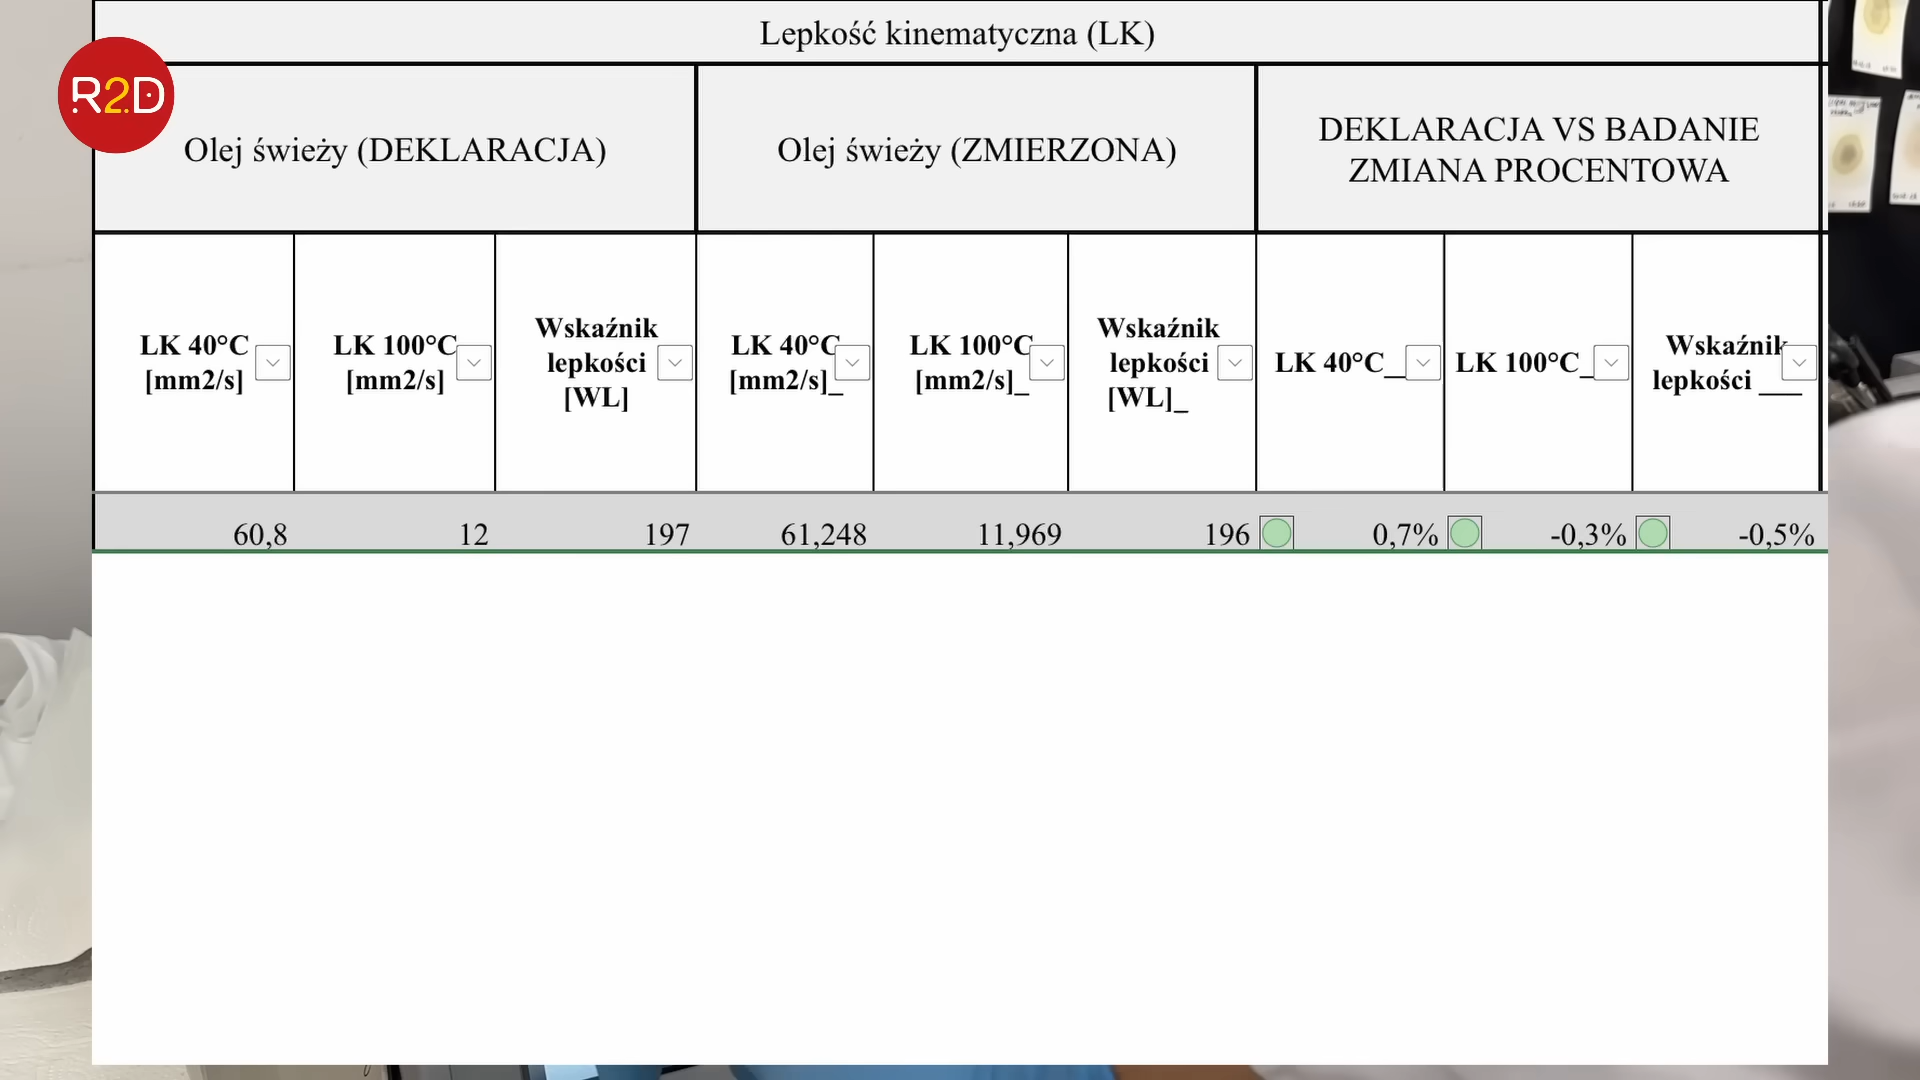 Lepkość kinematyczna (LK)
R2D
Olej świeży (DEKLARACJA)
Olej świeży (ZMIERZONA)
DEKLARACJA VS BADANIE
ZMIANA PROCENTOWA
LK 40°C
[mm2/s]
LK 100°C
[mm2/s]
Wskaźnik
lepkości
[WL]
LK 40°C
[mm2/s]_
LK 100°C
[mm2/s]_
Wskaźnik
lepkości
[WL]_
LK 40°C__
LK 100°C_
Wskaźnik
lepkości ___
60,8
12
197
61,248
11,969
196
0,7%
-0,3%
-0,5%